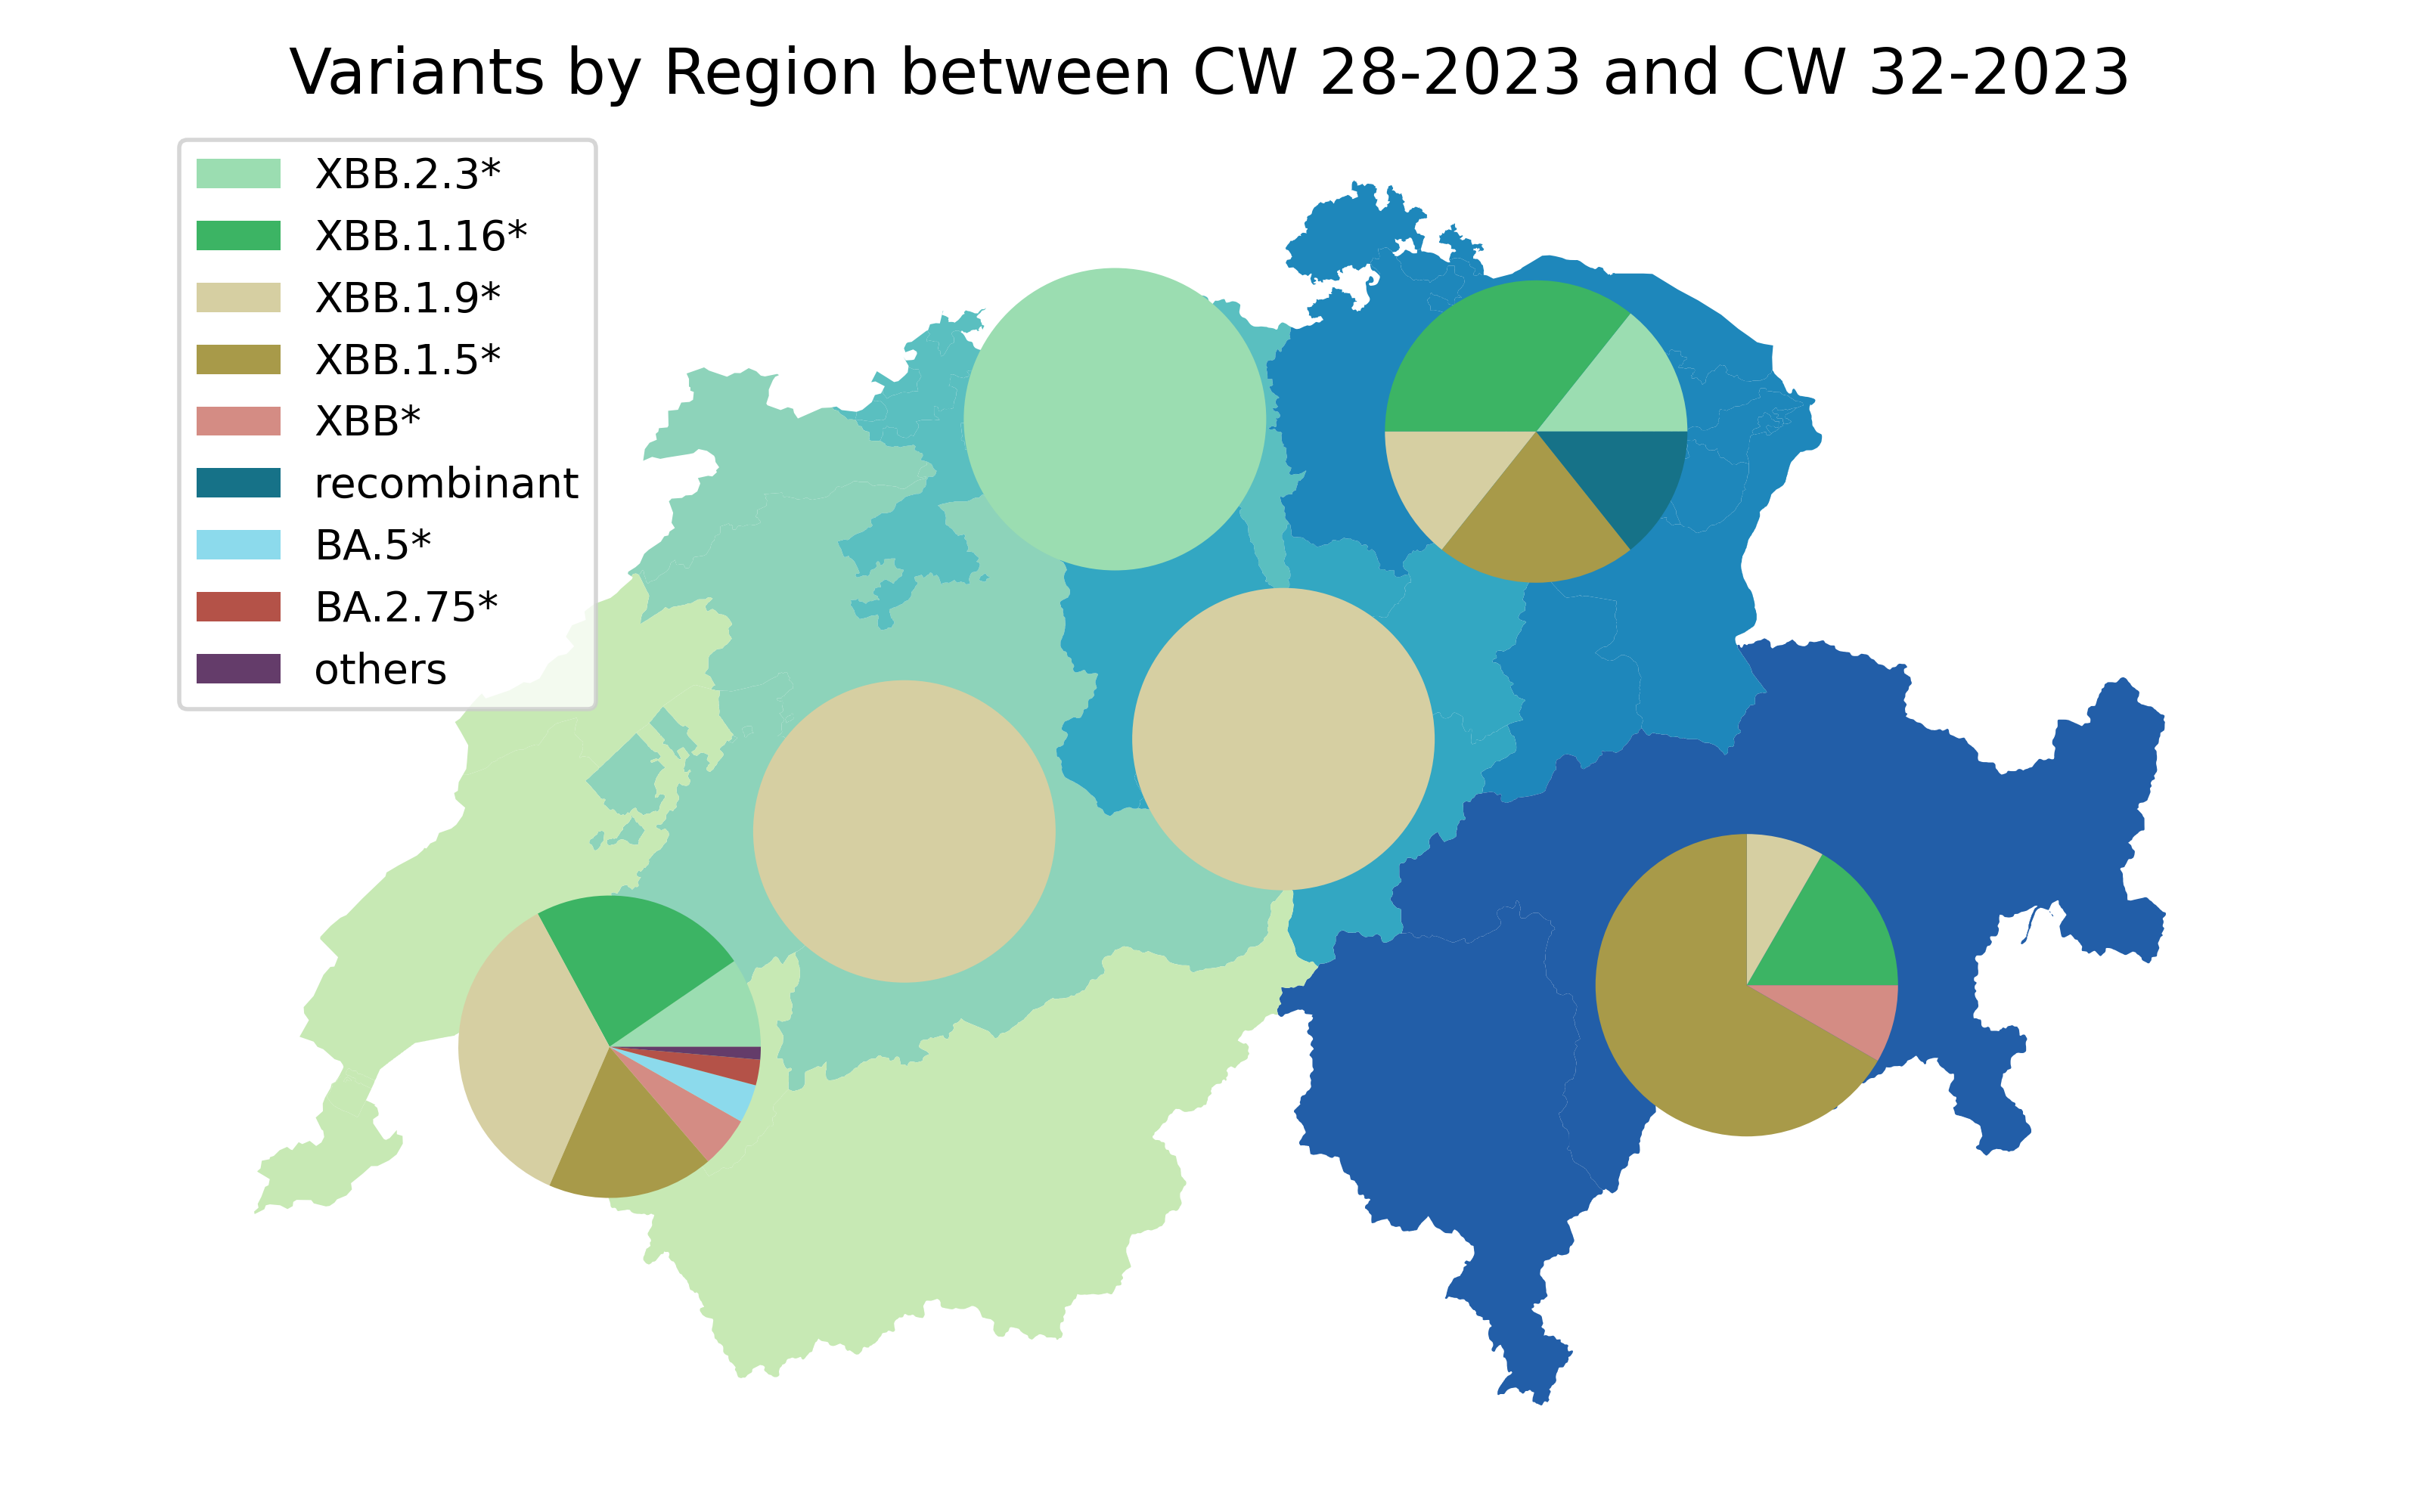 Variants by Region between CW 28-2023 and CW 32-2023
XBB.2.3*
XBB.1.16*
XBB.1.9*
XBB.1.5*
XBB*
recombinant
BA.5*
BA.2.75*
others